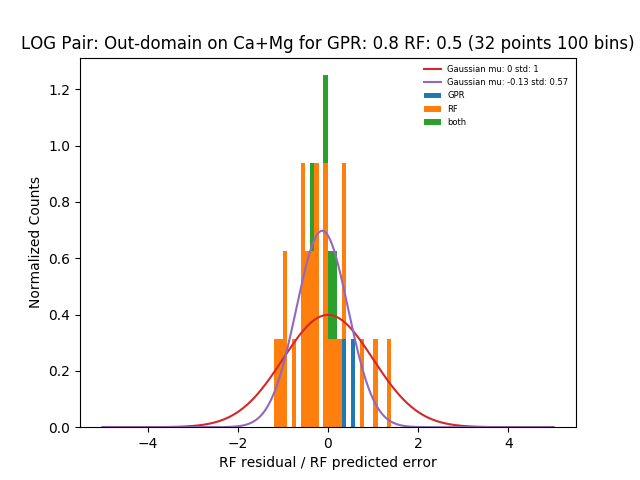 LOG Pair: Out-domain on Ca+Mg for GPR: 0.8 RF: 0.5 (32 points 100 bins)
Gaussian mu: 0 std: 1
Gaussian mu: -0.13 std: 0.57
GPR
RF
both
Normalized Counts
1.2
1.0
0.8
0.6
0.4
0.2
0.0
−4
−2
0
2
4
RF residual / RF predicted error